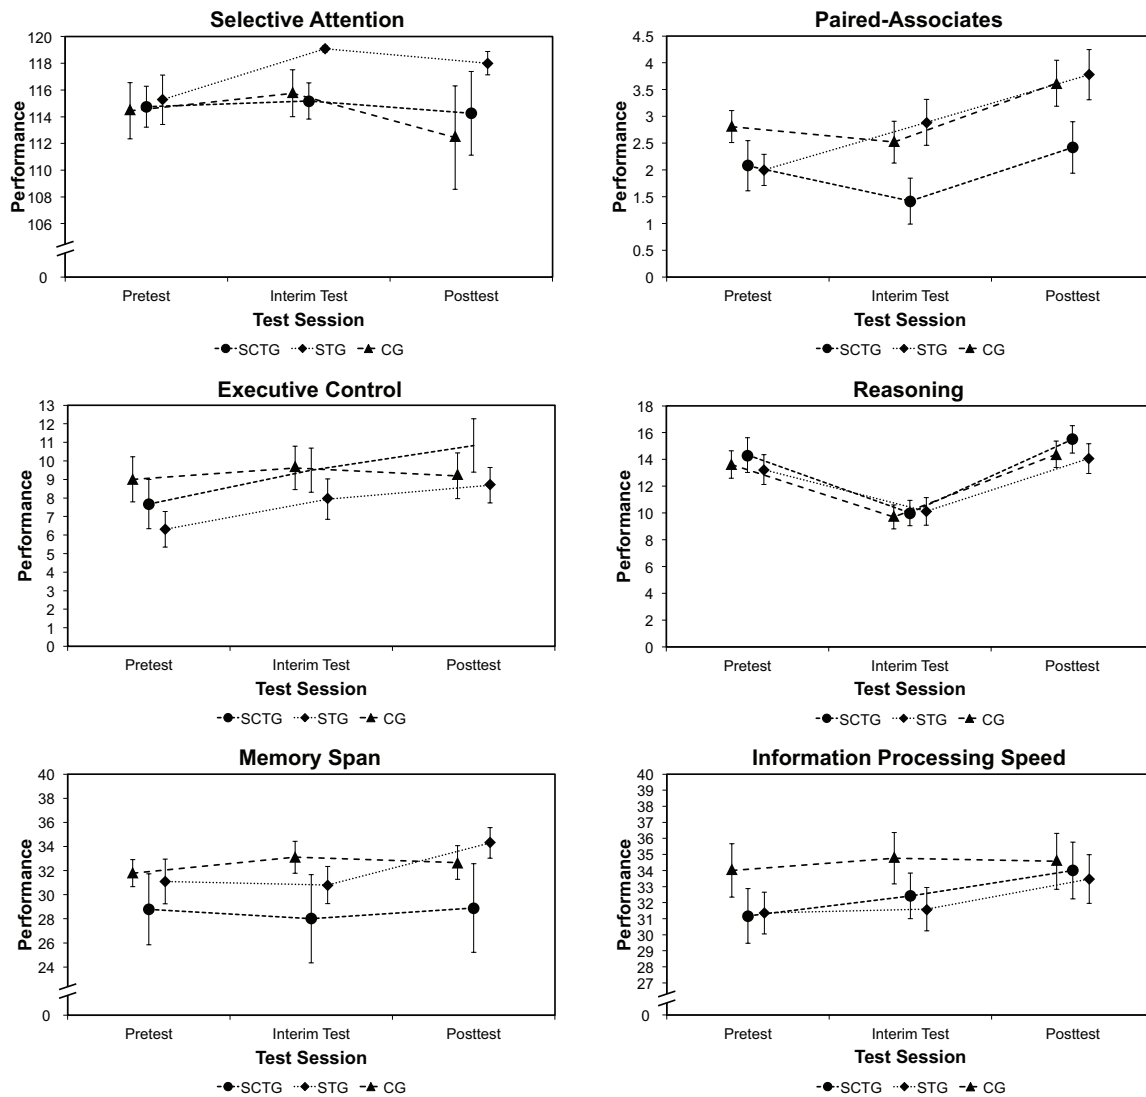 Selective Attention
120
118
116
114
112
110
108
106
0
Performance
Pretest
Interim Test
Posttest
Test Session
SCTG STG CG
Paired-Associates
4.5
4
3.5
3
2.5
2
1.5
1
0.5
0
Performance
Pretest
Interim Test
Posttest
Test Session
SCTG STG CG
Executive Control
13
12
11
10
9
8
7
6
5
4
3
2
1
0
Performance
Pretest
Interim Test
Posttest
Test Session
SCTG STG CG
Reasoning
18
16
14
12
10
8
6
4
2
0
Performance
Pretest
Interim Test
Posttest
Test Session
SCTG STG CG
Memory Span
40
38
36
34
32
30
28
26
24
0
Performance
Pretest
Interim Test
Posttest
Test Session
SCTG STG CG
Information Processing Speed
40
39
38
37
36
35
34
33
32
31
30
29
28
27
0
Performance
Pretest
Interim Test
Posttest
Test Session
SCTG STG CG